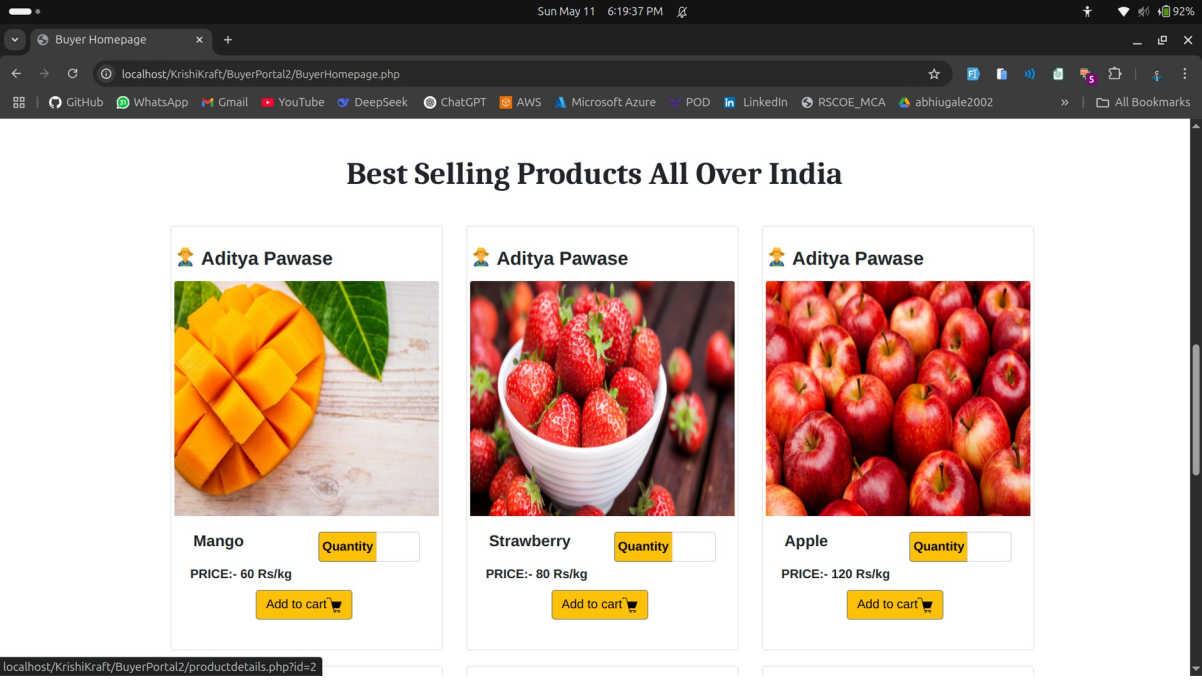 Sun May 11 6:19:37 PM
92%
Buyer Homepage
localhost/KrishiKraft/BuyerPortal2/BuyerHomepage.php
5
GitHub WhatsApp Gmail YouTube DeepSeek ChatGPT AWS Microsoft Azure POD LinkedIn RSCOE_MCA abhiugale2002 » All Bookmarks
Best Selling Products All Over India
Aditya Pawase
Mango
Quantity
PRICE:- 60 Rs/kg
Add to cart
Aditya Pawase
Strawberry
Quantity
PRICE:- 80 Rs/kg
Add to cart
Aditya Pawase
Apple
Quantity
PRICE:- 120 Rs/kg
Add to cart
localhost/KrishiKraft/BuyerPortal2/productdetails.php?id=2